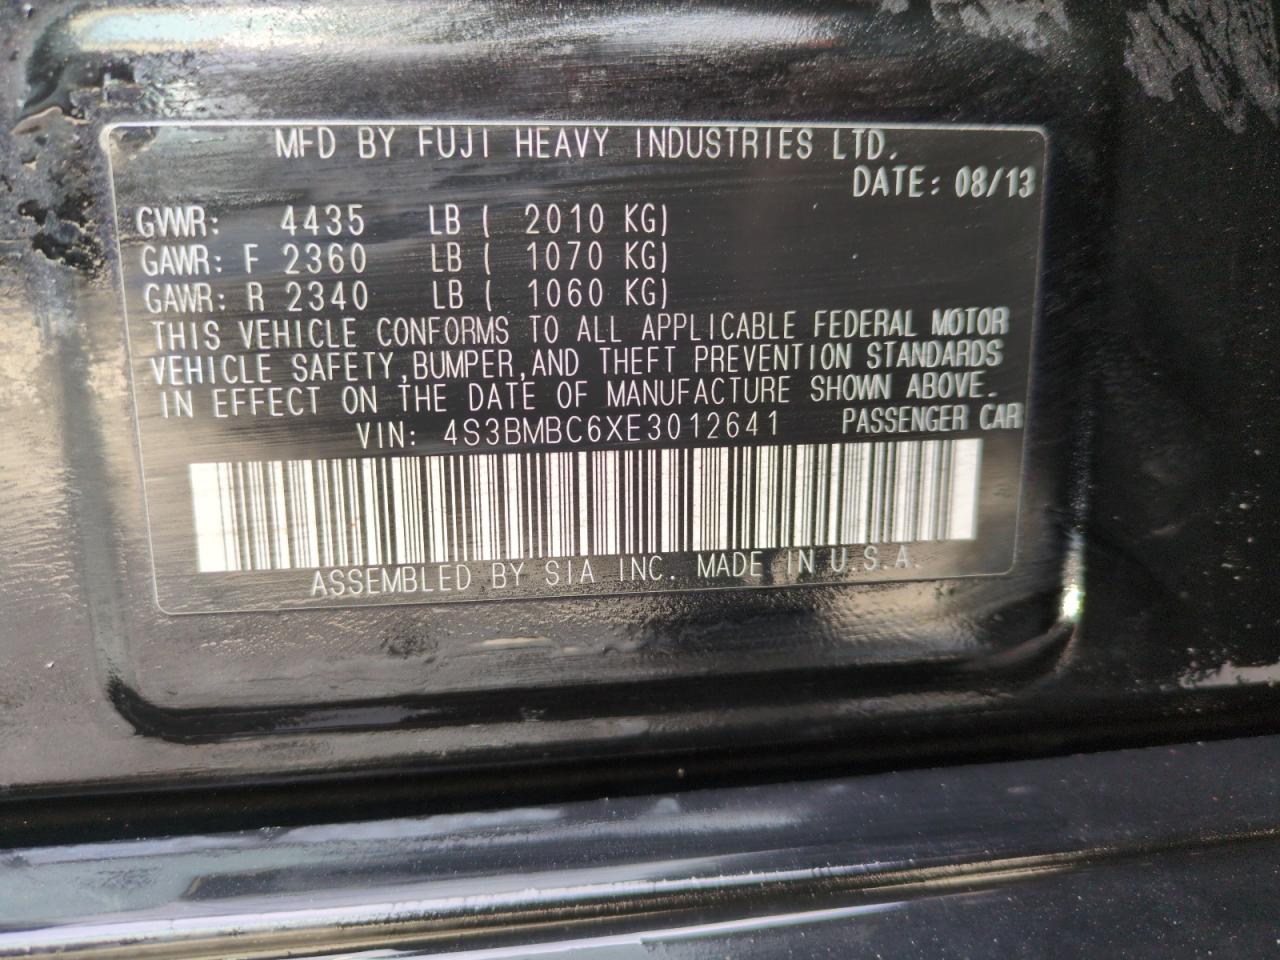 MFD BY FUJI HEAVY INDUSTRIES LTD.
DATE: 08/13
GVWR: 4435 LB ( 2010 KG)
GAWR: F 2360 LB ( 1070 KG)
GAWR: R 2340 LB ( 1060 KG)
THIS VEHICLE CONFORMS TO ALL APPLICABLE FEDERAL MOTOR
VEHICLE SAFETY,BUMPER,AND THEFT PREVENTION STANDARDS
IN EFFECT ON THE DATE OF MANUFACTURE SHOWN ABOVE.
VIN: 4S3BMBC6XE3012641 PASSENGER CAR
ASSEMBLED BY SIA INC. MADE IN U.S.A.